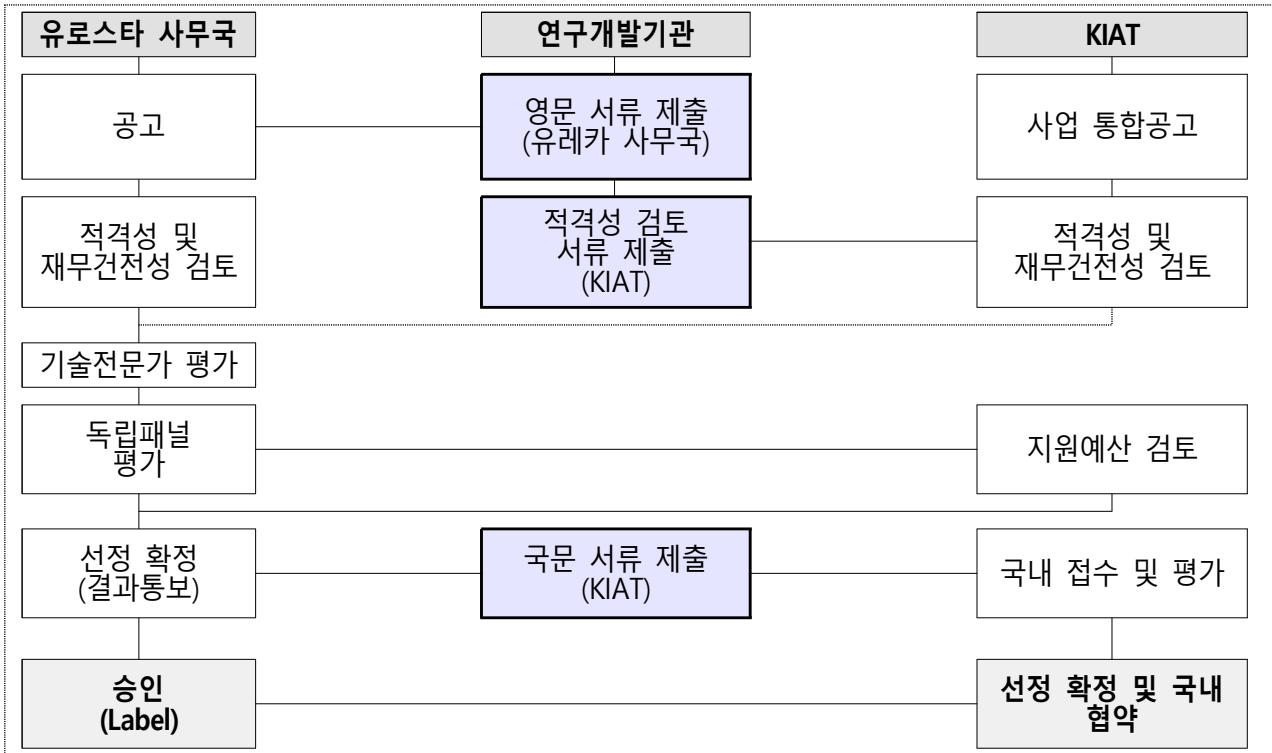 유로스타 사무국
연구개발기관
KIAT
공고
영문 서류 제출
(유레카 사무국)
사업 통합공고
적격성 및
재무건전성 검토
적격성 검토
서류 제출
(KIAT)
적격성 및
재무건전성 검토
기술전문가 평가
독립패널
평가
지원예산 검토
선정 확정
(결과통보)
국문 서류 제출
(KIAT)
국내 접수 및 평가
승인
(Label)
선정 확정 및 국내
협약